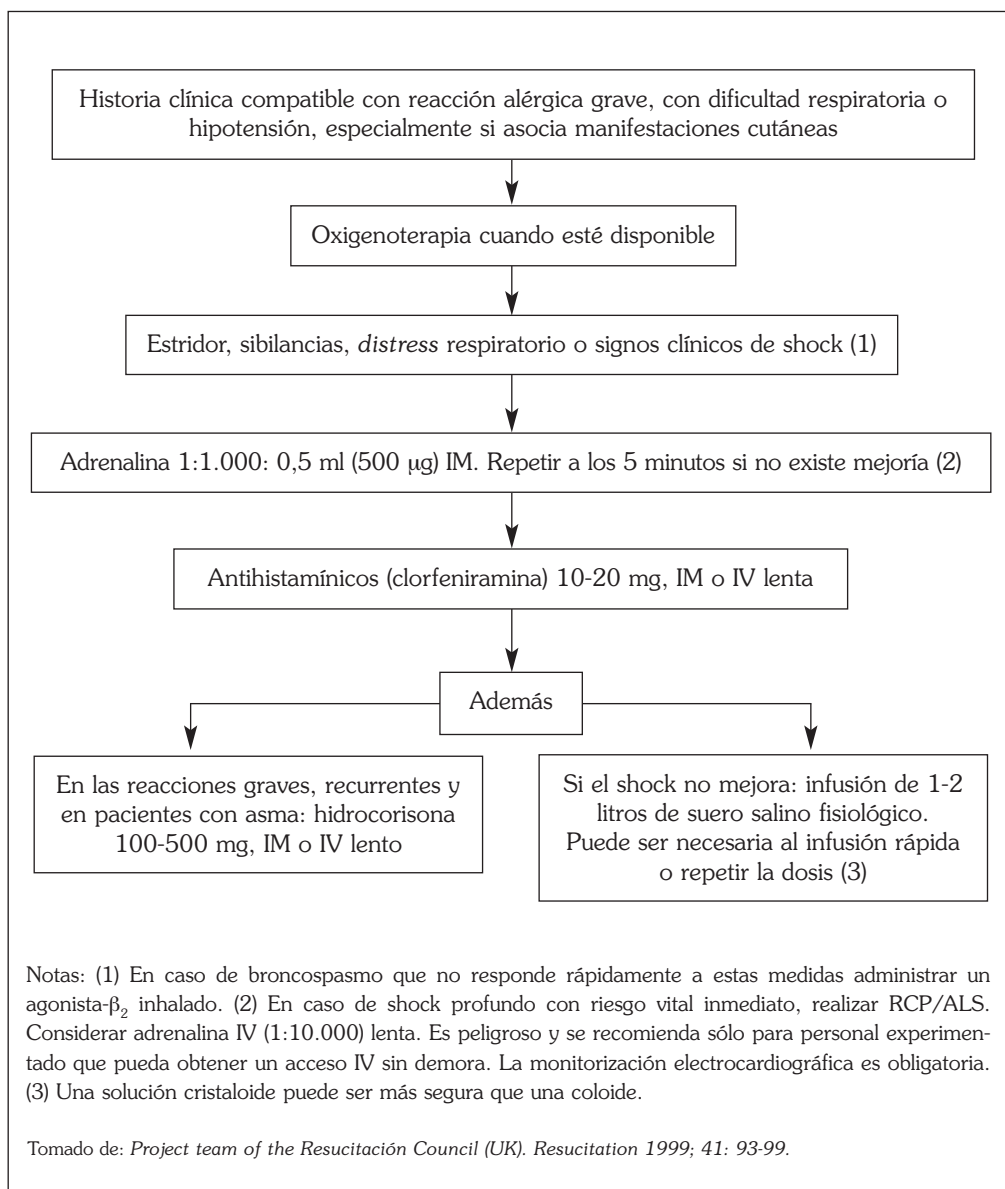 Historia clínica compatible con reacción alérgica grave, con dificultad respiratoria o
hipotensión, especialmente si asocia manifestaciones cutáneas
Oxigenoterapia cuando esté disponible
Estridor, sibilancias, distress respiratorio o signos clínicos de shock (1)
Adrenalina 1:1.000: 0,5 ml (500 µg) IM. Repetir a los 5 minutos si no existe mejoría (2)
Antihistamínicos (clorfeniramina) 10-20 mg, IM o IV lenta
Además
En las reacciones graves, recurrentes y
en pacientes con asma: hidrocorisona
100-500 mg, IM o IV lento
Si el shock no mejora: infusión de 1-2
litros de suero salino fisiológico.
Puede ser necesaria al infusión rápida
o repetir la dosis (3)
Notas: (1) En caso de broncospasmo que no responde rápidamente a estas medidas administrar un
agonista-β₂ inhalado. (2) En caso de shock profundo con riesgo vital inmediato, realizar RCP/ALS.
Considerar adrenalina IV (1:10.000) lenta. Es peligroso y se recomienda sólo para personal experimen-
tado que pueda obtener un acceso IV sin demora. La monitorización electrocardiográfica es obligatoria.
(3) Una solución cristaloide puede ser más segura que una coloide.
Tomado de: Project team of the Resucitación Council (UK). Resucitation 1999; 41: 93-99.